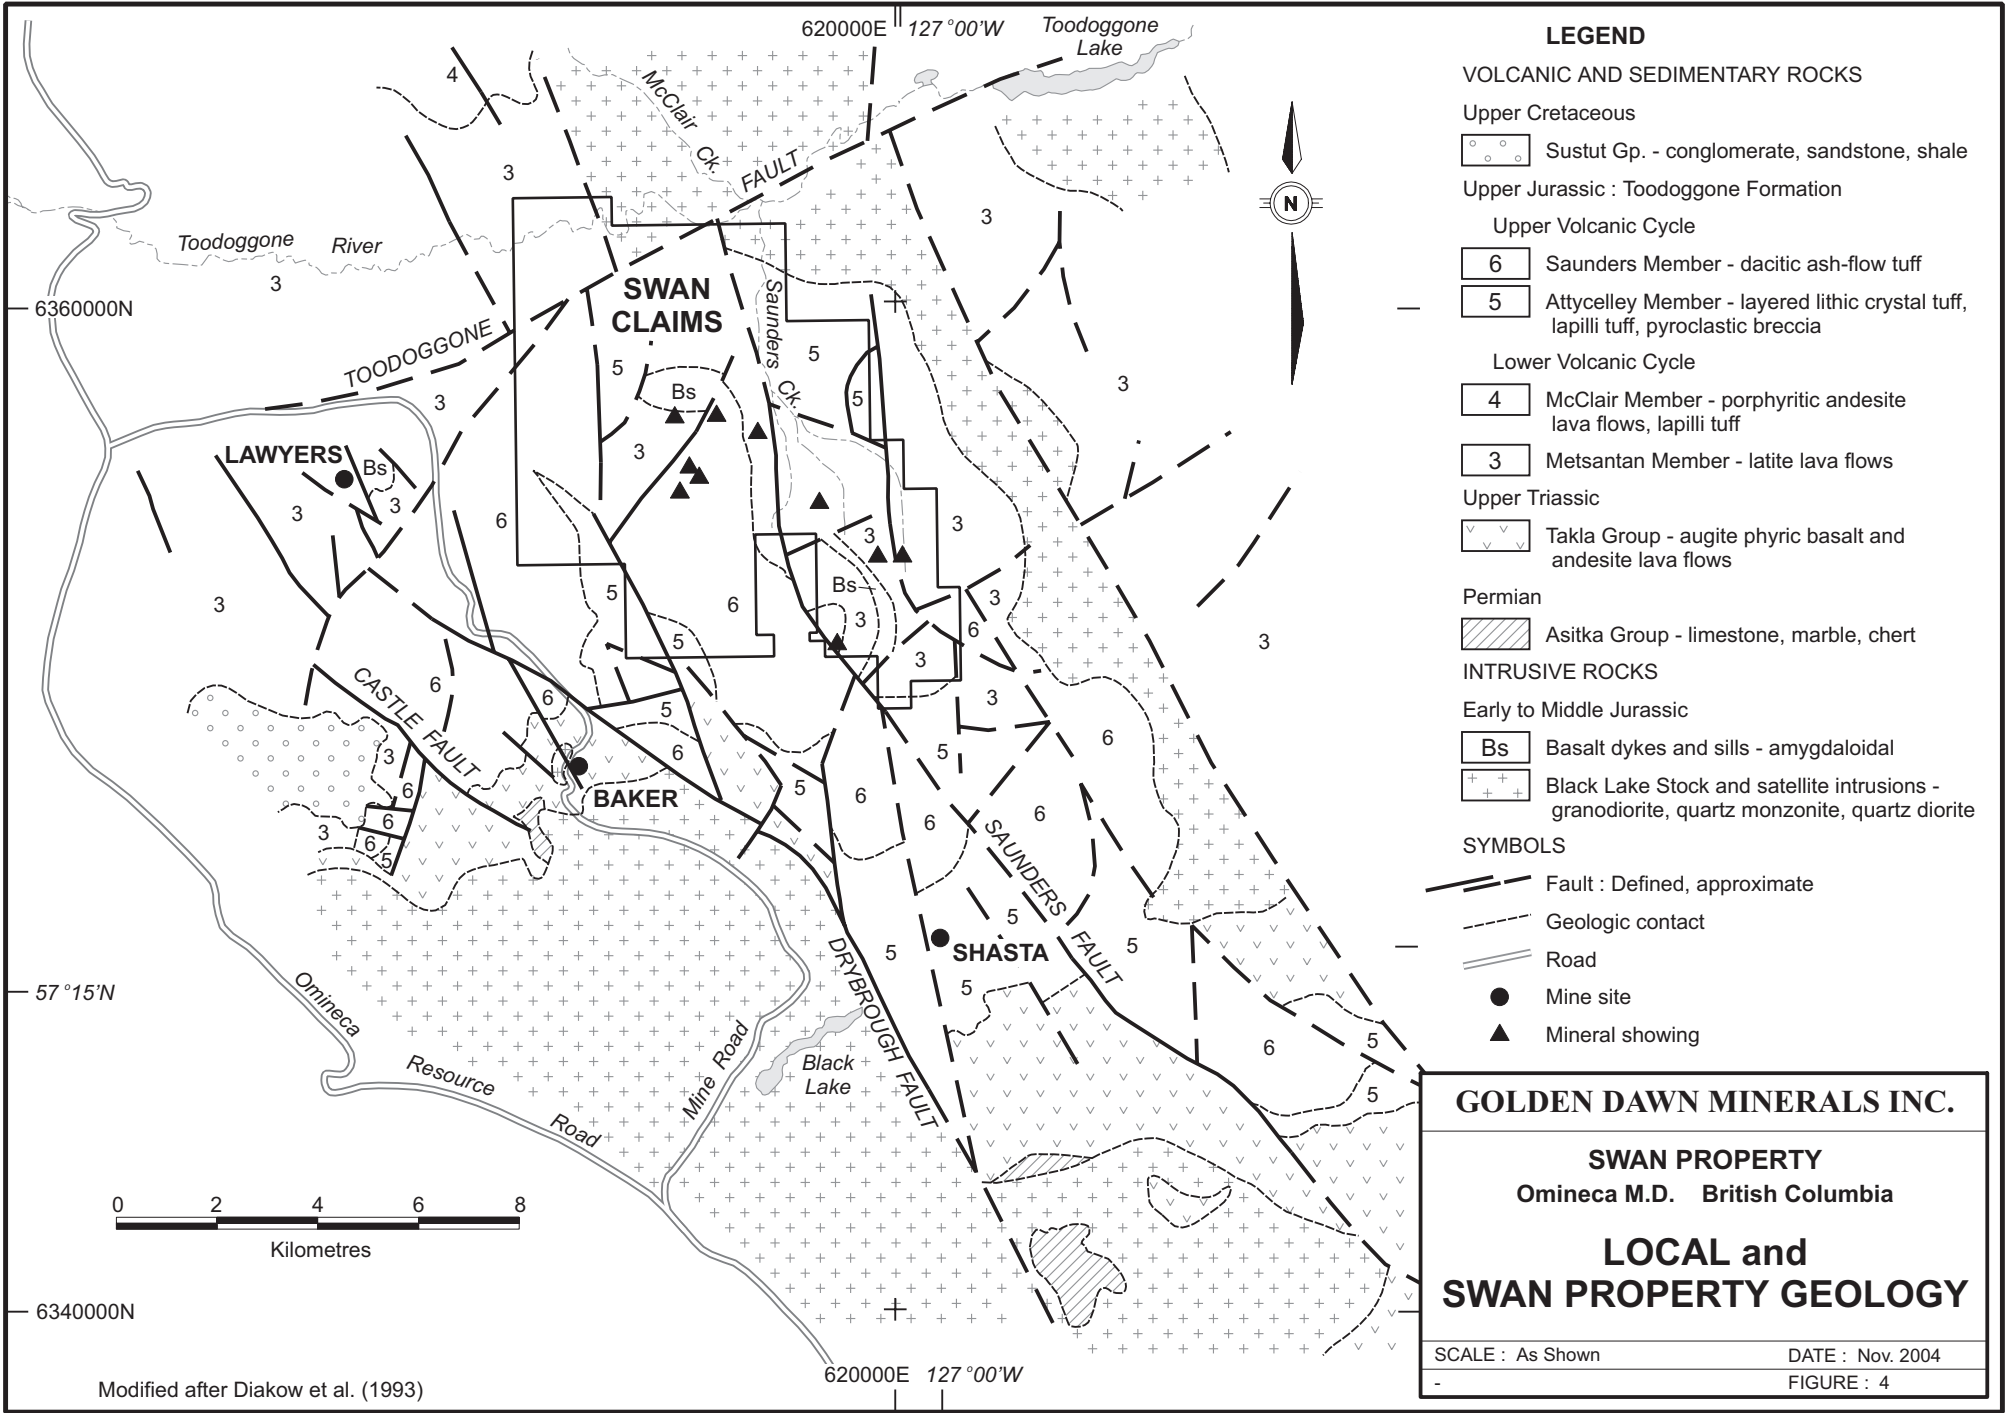 620000E
127 °00'W
Toodoggone
Lake
McClair
Ck.
FAULT
4
3
3
Toodoggone River
3
6360000N
TOODOGGONE
SWAN
CLAIMS
Saunders
Ck.
5
5
5
Bs
3
3
3
LAWYERS
Bs
3
3
3
6
3
3
Bs
3
5
6
3
6
3
3
3
5
CASTLE FAULT
6
6
5
6
3
6
6
6
5
3
BAKER
5
6
5
6
6
6
SAUNDERS
FAULT
5
5
SHASTA
5
5
DRYBROUGH FAULT
57 °15'N
Omineca
Resource
Road
Mine Road
Black
Lake
6
5
5
0 2 4 6 8
Kilometres
6340000N
620000E
127 °00'W
Modified after Diakow et al. (1993)
N
LEGEND
VOLCANIC AND SEDIMENTARY ROCKS
Upper Cretaceous
Sustut Gp. - conglomerate, sandstone, shale
Upper Jurassic : Toodoggone Formation
Upper Volcanic Cycle
6 Saunders Member - dacitic ash-flow tuff
5 Attycelley Member - layered lithic crystal tuff,
lapilli tuff, pyroclastic breccia
Lower Volcanic Cycle
4 McClair Member - porphyritic andesite
lava flows, lapilli tuff
3 Metsantan Member - latite lava flows
Upper Triassic
Takla Group - augite phyric basalt and
andesite lava flows
Permian
Asitka Group - limestone, marble, chert
INTRUSIVE ROCKS
Early to Middle Jurassic
Bs Basalt dykes and sills - amygdaloidal
Black Lake Stock and satellite intrusions -
granodiorite, quartz monzonite, quartz diorite
SYMBOLS
Fault : Defined, approximate
Geologic contact
Road
Mine site
Mineral showing
GOLDEN DAWN MINERALS INC.
SWAN PROPERTY
Omineca M.D. British Columbia
LOCAL and
SWAN PROPERTY GEOLOGY
SCALE : As Shown
DATE : Nov. 2004
-
FIGURE : 4